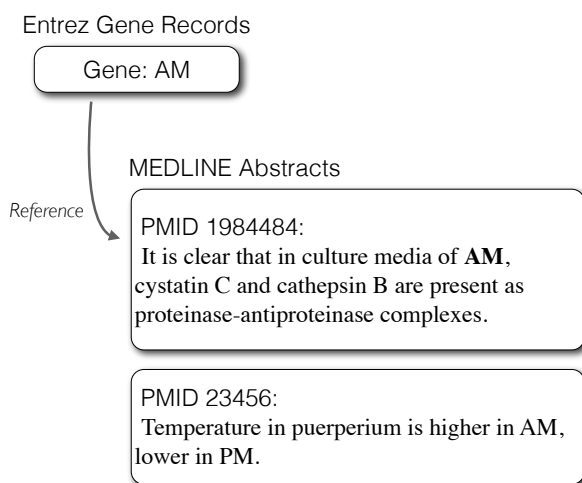 Entrez Gene Records
Gene: AM
MEDLINE Abstracts
Reference
PMID 1984484:
It is clear that in culture media of AM,
cystatin C and cathepsin B are present as
proteinase-antiproteinase complexes.
PMID 23456:
Temperature in puerperium is higher in AM,
lower in PM.